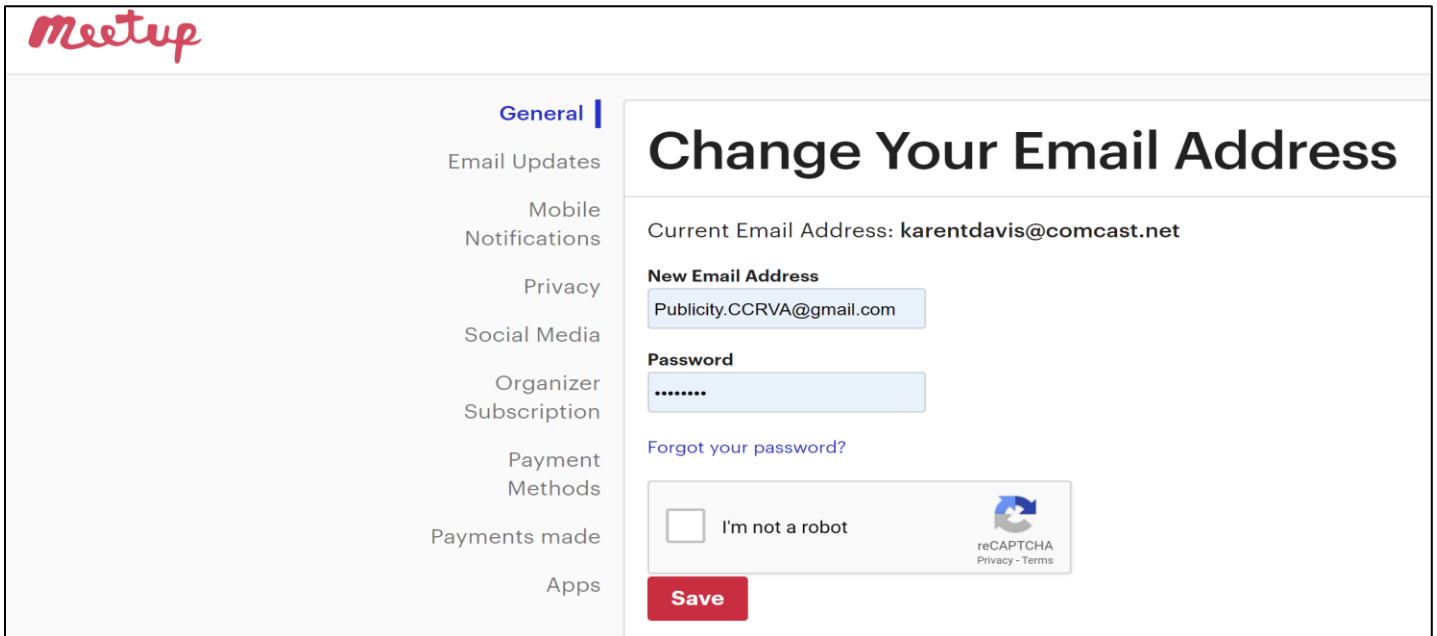 Meetup
General
Email Updates
Mobile
Notifications
Privacy
Social Media
Organizer
Subscription
Payment
Methods
Payments made
Apps
Change Your Email Address
Current Email Address: karentdavis@comcast.net
New Email Address
Publicity.CCRVA@gmail.com
Password
••••••••
Forgot your password?
I'm not a robot
reCAPTCHA
Privacy - Terms
Save